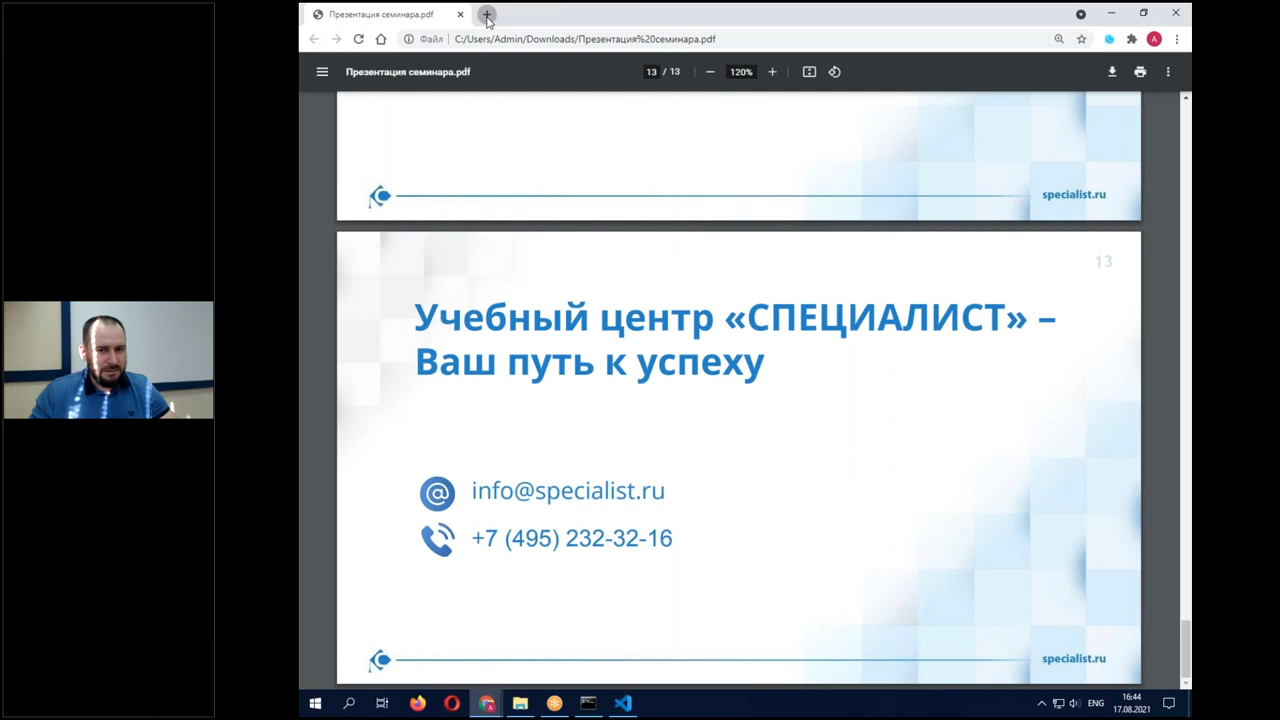 Презентация семинара.pdf
Файл
C:/Users/Admin/Downloads/Презентация%20семинара.pdf
A
Презентация семинара.pdf
13 / 13
120%
specialist.ru
13
Учебный центр «СПЕЦИАЛИСТ» –
Ваш путь к успеху
@ info@specialist.ru
+7 (495) 232-32-16
specialist.ru
ENG
16:44
17.08.2021